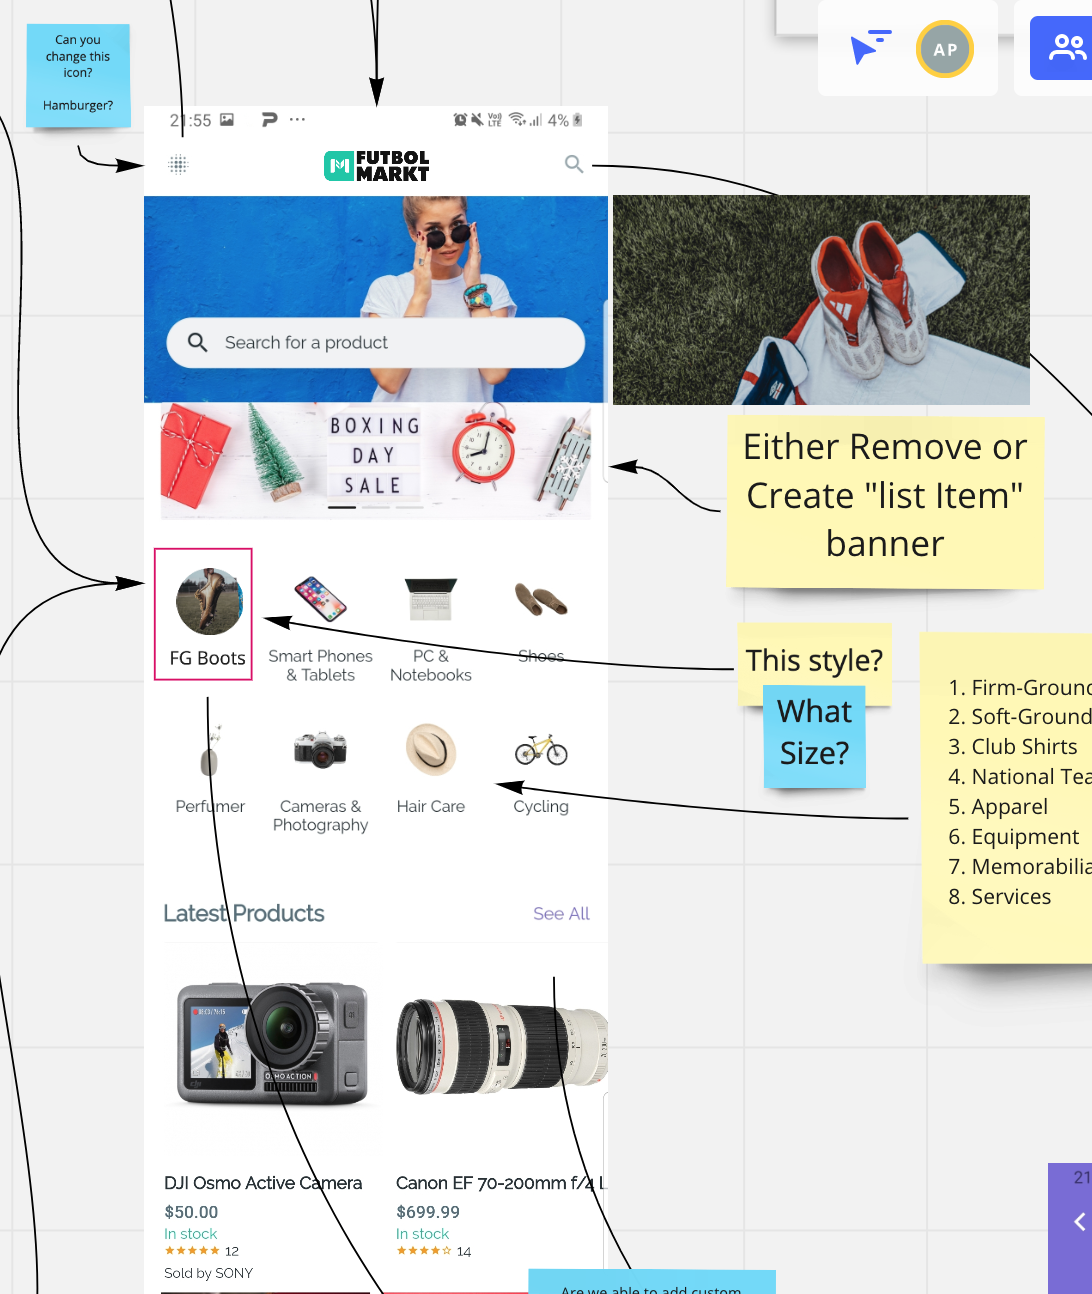 Can you
change this
icon?
Hamburger?
AP
21:55
Vo))
LTE
4%
FUTBOL
MARKT
Search for a product
BOXING
DAY
SALE
Either Remove or
Create "list Item"
banner
FG Boots
Smart Phones
& Tablets
PC &
Notebooks
Shoes
This style?
What
Size?
1. Firm-Ground
2. Soft-Ground
3. Club Shirts
4. National Tea
5. Apparel
6. Equipment
7. Memorabilia
8. Services
Perfumer
Cameras &
Photography
Hair Care
Cycling
Latest Products
See All
OSMO ACTION
DJI Osmo Active Camera
$50.00
In stock
12
Sold by SONY
Canon EF 70-200mm f/4 L
$699.99
In stock
14
21
Are we able to add custom